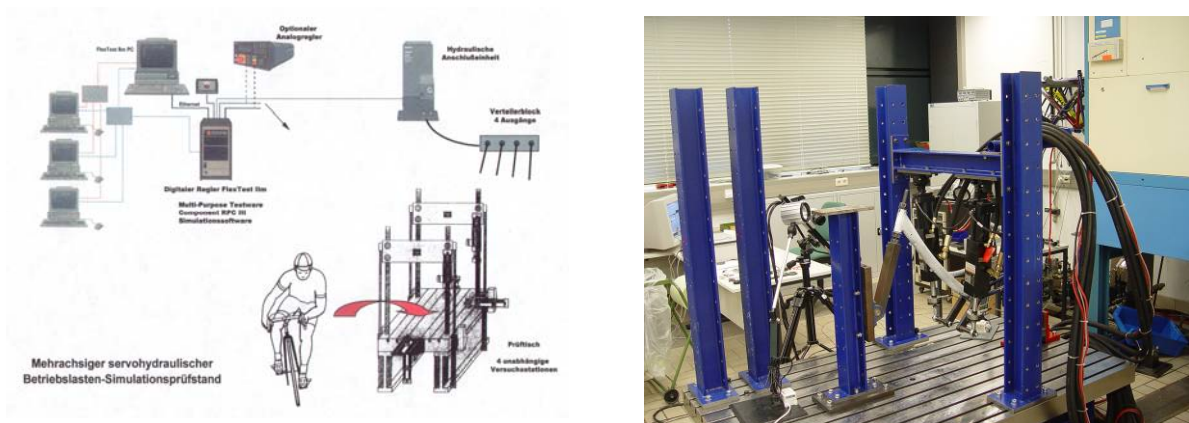 Optionaler
Analogregler
FlexTest IIm PC
Hydraulische
Anschlußeinheit
Ethernet
Verteilerblock
4 Ausgänge
Digitaler Regler FlexTest IIm
Multi-Purpose Testware
Component RPC III
Simulationssoftware
Prüftisch
4 unabhängige
Versuchsstationen
Mehrachsiger servohydraulischer
Betriebslasten-Simulationsprüfstand